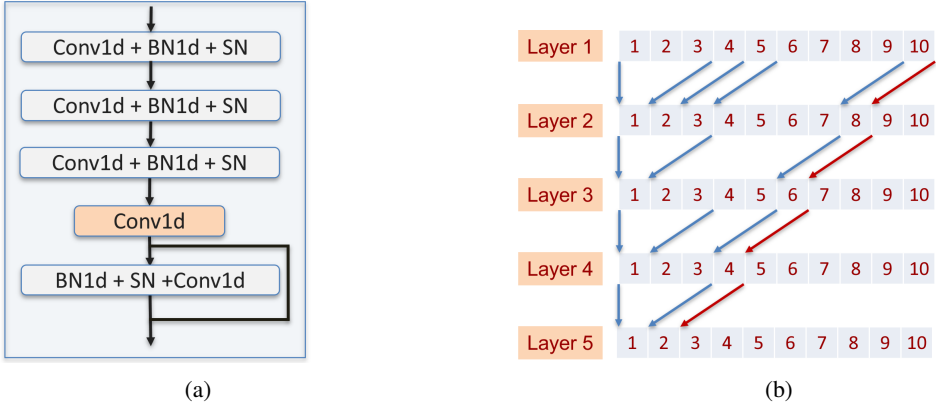 Conv1d + BN1d + SN
Conv1d + BN1d + SN
Conv1d + BN1d + SN
Conv1d
BN1d + SN +Conv1d
(a)
Layer 1 1 2 3 4 5 6 7 8 9 10
Layer 2 1 2 3 4 5 6 7 8 9 10
Layer 3 1 2 3 4 5 6 7 8 9 10
Layer 4 1 2 3 4 5 6 7 8 9 10
Layer 5 1 2 3 4 5 6 7 8 9 10
(b)